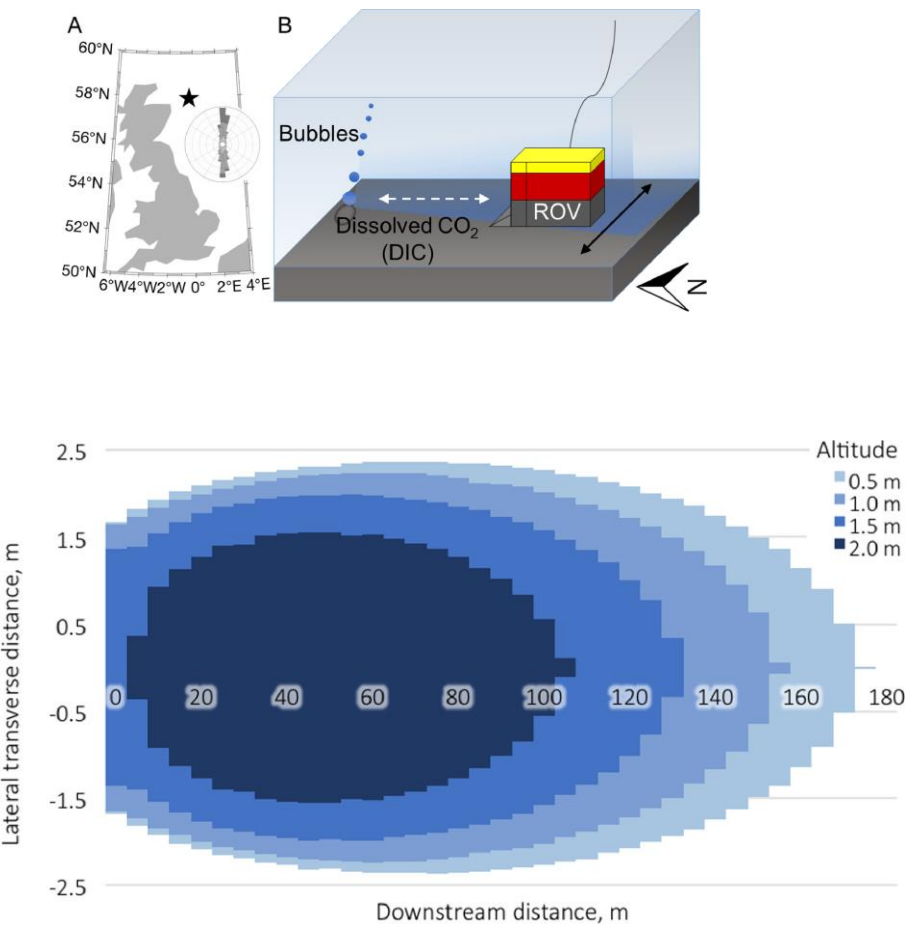 A
60°N
58°N
56°N
54°N
52°N
50°N
6°W4°W2°W 0° 2°E 4°E
B
Bubbles
ROV
Dissolved CO₂
(DIC)
N
2.5
1.5
0.5
-0.5
-1.5
-2.5
Lateral transverse distance, m
0 20 40 60 80 100 120 140 160 180
Downstream distance, m
Altitude
0.5 m
1.0 m
1.5 m
2.0 m